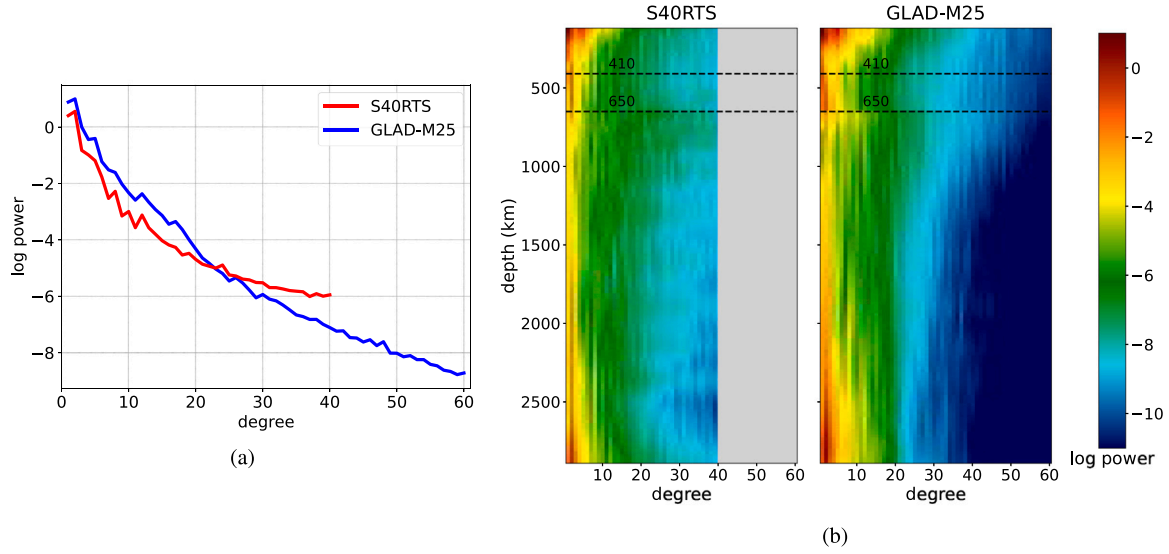 S40RTS
GLAD-M25
0
−2
−4
−6
−8
log power
0 10 20 30 40 50 60
degree
(a)
S40RTS
GLAD-M25
410
650
410
650
500
1000
1500
2000
2500
depth (km)
10 20 30 40 50 60
degree
10 20 30 40 50 60
degree
0
−2
−4
−6
−8
−10
log power
(b)